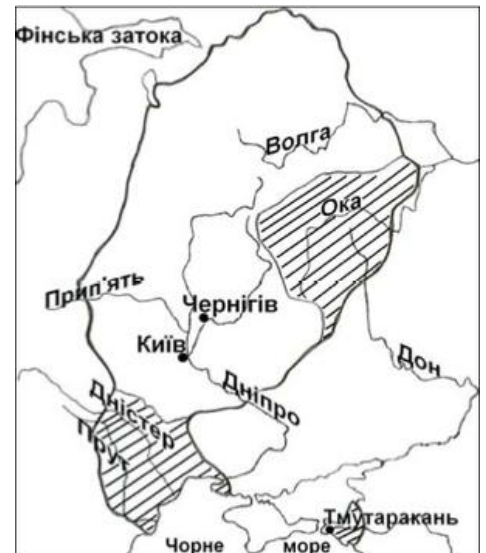 Фінська затока
Волга
Ока
Прип'ять
Чернігів
Київ
Дон
Дніпро
Дністер
Прут
Тмутаракань
Чорне море